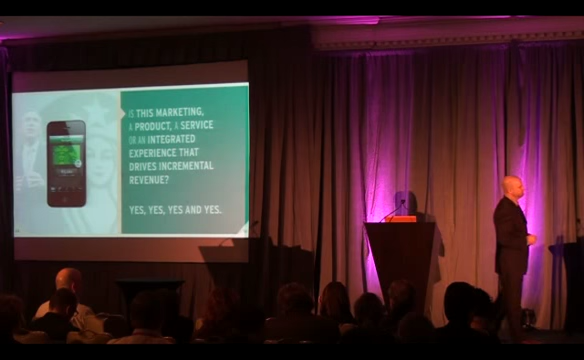 IS THIS MARKETING,
A PRODUCT, A SERVICE
OR AN INTEGRATED
EXPERIENCE THAT
DRIVES INCREMENTAL
REVENUE?
YES, YES, YES AND YES.